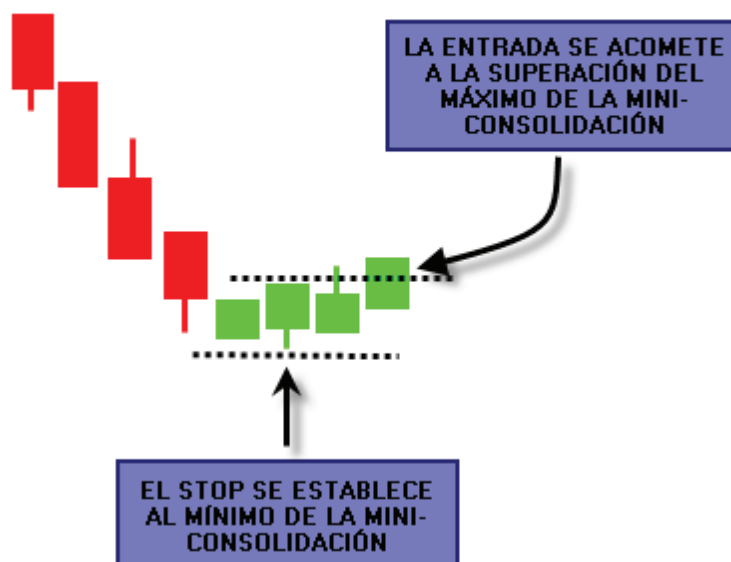 LA ENTRADA SE ACOMETE
A LA SUPERACIÓN DEL
MÁXIMO DE LA MINI-
CONSOLIDACIÓN
EL STOP SE ESTABLECE
AL MÍNIMO DE LA MINI-
CONSOLIDACIÓN